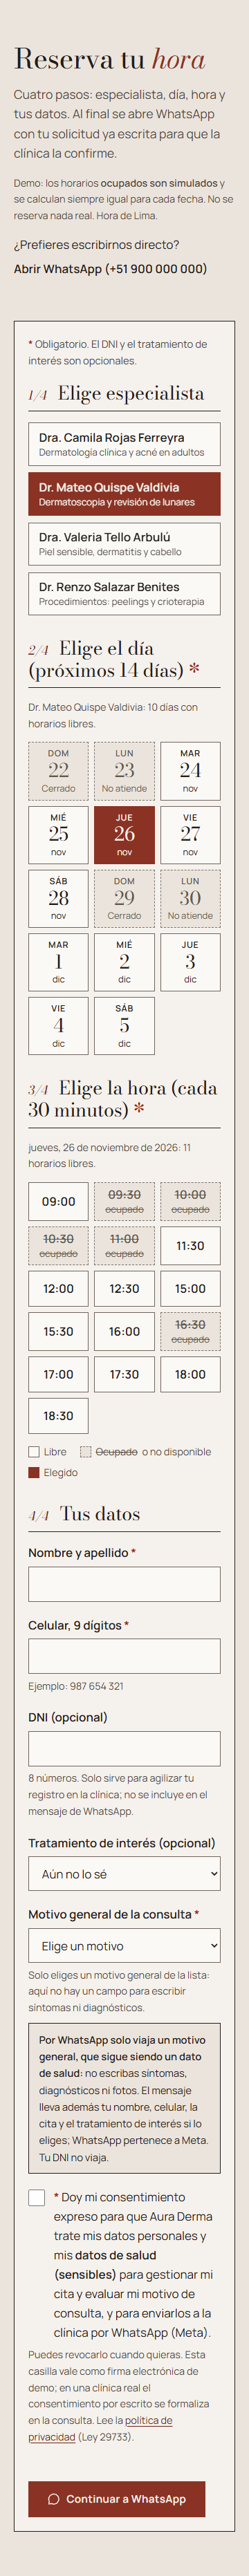 Reserva tu hora
Cuatro pasos: especialista, día, hora y
tus datos. Al final se abre WhatsApp
con tu solicitud ya escrita para que la
clínica la confirme.
Demo: los horarios ocupados son simulados y
se calculan siempre igual para cada fecha. No se
reserva nada real. Hora de Lima.
¿Prefieres escribirnos directo?
Abrir WhatsApp (+51 900 000 000)
* Obligatorio. El DNI y el tratamiento de
interés son opcionales.
1/4 Elige especialista
Dra. Camila Rojas Ferreyra
Dermatología clínica y acné en adultos
Dr. Mateo Quispe Valdivia
Dermatoscopia y revisión de lunares
Dra. Valeria Tello Arbulú
Piel sensible, dermatitis y cabello
Dr. Renzo Salazar Benites
Procedimientos: peelings y crioterapia
2/4 Elige el día
(próximos 14 días) *
Dr. Mateo Quispe Valdivia: 10 días con
horarios libres.
DOM LUN MAR
22 23 24
Cerrado No atiende nov
MIÉ JUE VIE
25 26 27
nov nov nov
SÁB DOM LUN
28 29 30
nov Cerrado No atiende
MAR MIÉ JUE
1 2 3
dic dic dic
VIE SÁB
4 5
dic dic
3/4 Elige la hora (cada
30 minutos) *
jueves, 26 de noviembre de 2026: 11
horarios libres.
09:00 09:30 10:00
ocupado ocupado
10:30 11:00 11:30
ocupado ocupado
12:00 12:30 15:00
15:30 16:00 16:30
ocupado
17:00 17:30 18:00
18:30
Libre Ocupado o no disponible
Elegido
4/4 Tus datos
Nombre y apellido *
Celular, 9 dígitos *
Ejemplo: 987 654 321
DNI (opcional)
8 números. Solo sirve para agilizar tu
registro en la clínica; no se incluye en el
mensaje de WhatsApp.
Tratamiento de interés (opcional)
Aún no lo sé
Motivo general de la consulta *
Elige un motivo
Solo eliges un motivo general de la lista:
aquí no hay un campo para escribir
síntomas ni diagnósticos.
Por WhatsApp solo viaja un motivo
general, que sigue siendo un dato
de salud: no escribas síntomas,
diagnósticos ni fotos. El mensaje
lleva además tu nombre, celular, la
cita y el tratamiento de interés si lo
eliges; WhatsApp pertenece a Meta.
Tu DNI no viaja.
* Doy mi consentimiento
expreso para que Aura Derma
trate mis datos personales y
mis datos de salud
(sensibles) para gestionar mi
cita y evaluar mi motivo de
consulta, y para enviarlos a la
clínica por WhatsApp (Meta).
Puedes revocarlo cuando quieras. Esta
casilla vale como firma electrónica de
demo; en una clínica real el
consentimiento por escrito se formaliza
en la consulta. Lee la política de
privacidad (Ley 29733).
Continuar a WhatsApp